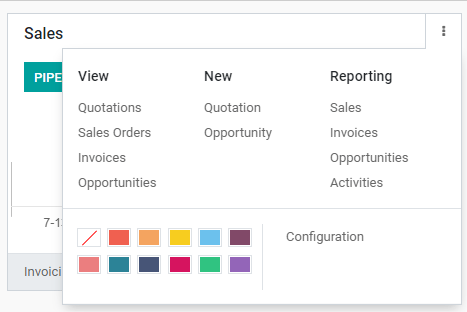 Sales
PIPE
View
New
Reporting
Quotations
Quotation
Sales
Sales Orders
Opportunity
Invoices
Invoices
Opportunities
Opportunities
Activities
7-1
Configuration
Invoici